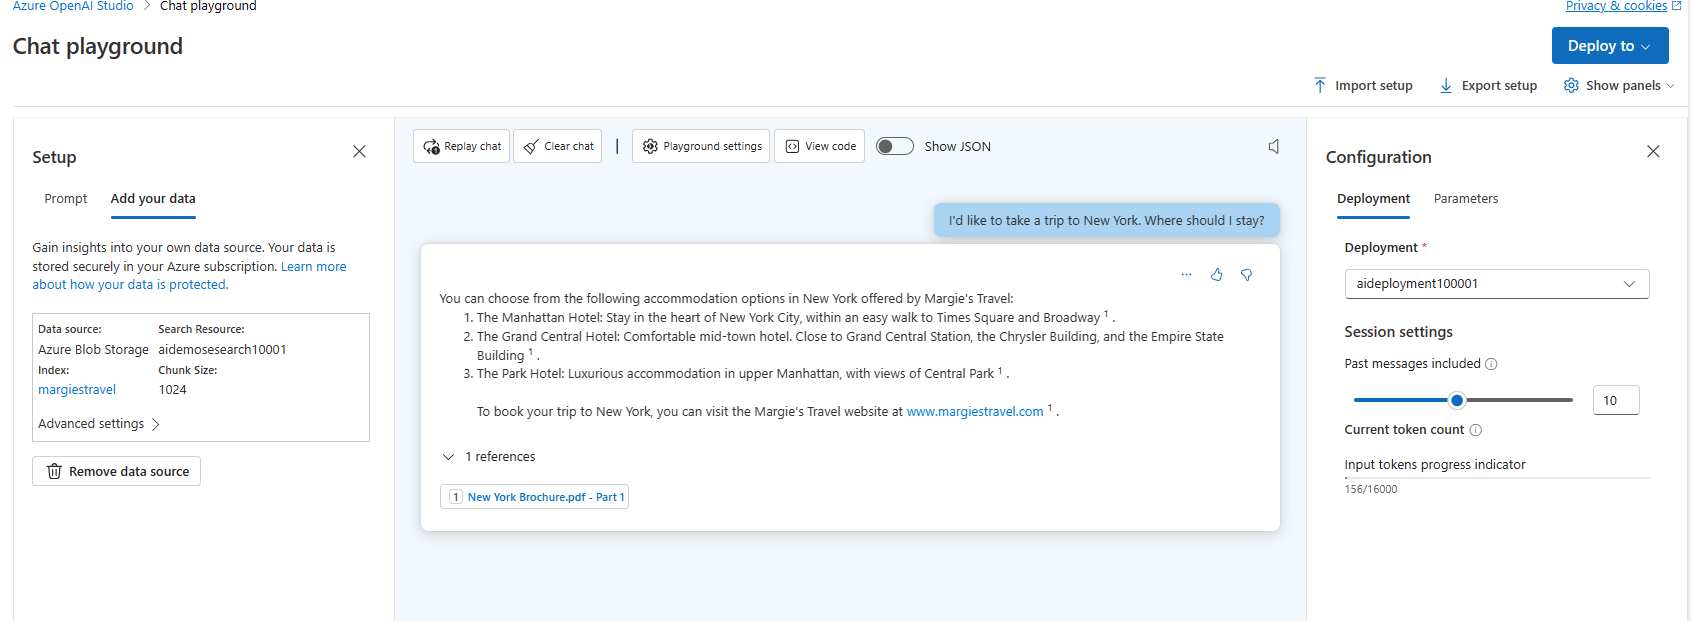 Azure OpenAI Studio > Chat playground
Privacy & cookies
Chat playground
Deploy to
Import setup
Export setup
Show panels
Setup
Prompt
Add your data
Gain insights into your own data source. Your data is
stored securely in your Azure subscription. Learn more
about how your data is protected.
Data source:
Search Resource:
Azure Blob Storage
aidemosesearch10001
Index:
Chunk Size:
margiestravel
1024
Advanced settings
Remove data source
Replay chat
Clear chat
Playground settings
View code
Show JSON
I'd like to take a trip to New York. Where should I stay?
You can choose from the following accommodation options in New York offered by Margie's Travel:
1. The Manhattan Hotel: Stay in the heart of New York City, within an easy walk to Times Square and Broadway 1 .
2. The Grand Central Hotel: Comfortable mid-town hotel. Close to Grand Central Station, the Chrysler Building, and the Empire State
Building 1 .
3. The Park Hotel: Luxurious accommodation in upper Manhattan, with views of Central Park 1 .
To book your trip to New York, you can visit the Margie's Travel website at www.margiestravel.com 1 .
1 references
1 New York Brochure.pdf - Part 1
Configuration
Deployment
Parameters
Deployment *
aideployment100001
Session settings
Past messages included
10
Current token count
Input tokens progress indicator
156/16000